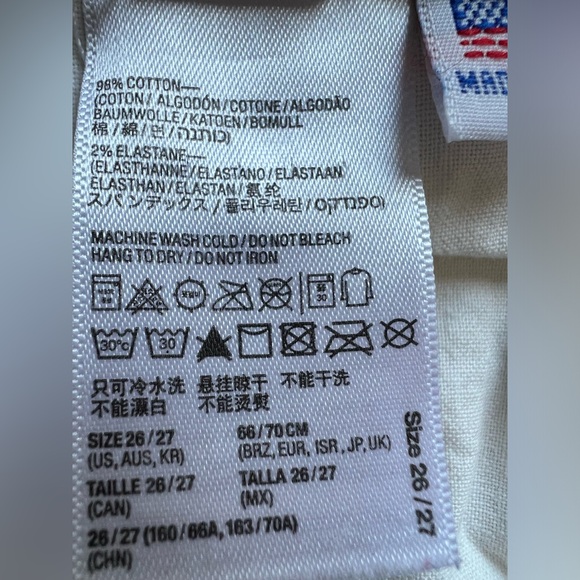 98% COTTON—
(COTON / ALGODÓN / COTONE / ALGODÃO
BAUMWOLLE / KATOEN / BOMULL
棉 / 綿 / 면 / כותנה)
2% ELASTANE—
(ELASTHANNE / ELASTANO / ELASTAAN
ELASTHAN / ELASTAN / 氨纶
スパンデックス / 폴리우레탄 / ספנדקס)
MACHINE WASH COLD / DO NOT BLEACH
HANG TO DRY / DO NOT IRON
30
30°c
30
只可冷水洗 悬挂晾干 不能干洗
不能漂白 不能烫熨
SIZE 26 / 27
(US, AUS, KR)
66 / 70 CM
(BRZ, EUR, ISR , JP, UK)
TAILLE 26 / 27
(CAN)
TALLA 26 / 27
(MX)
26 / 27 (160 / 66A, 163 / 70A)
(CHN)
Size 26 / 27